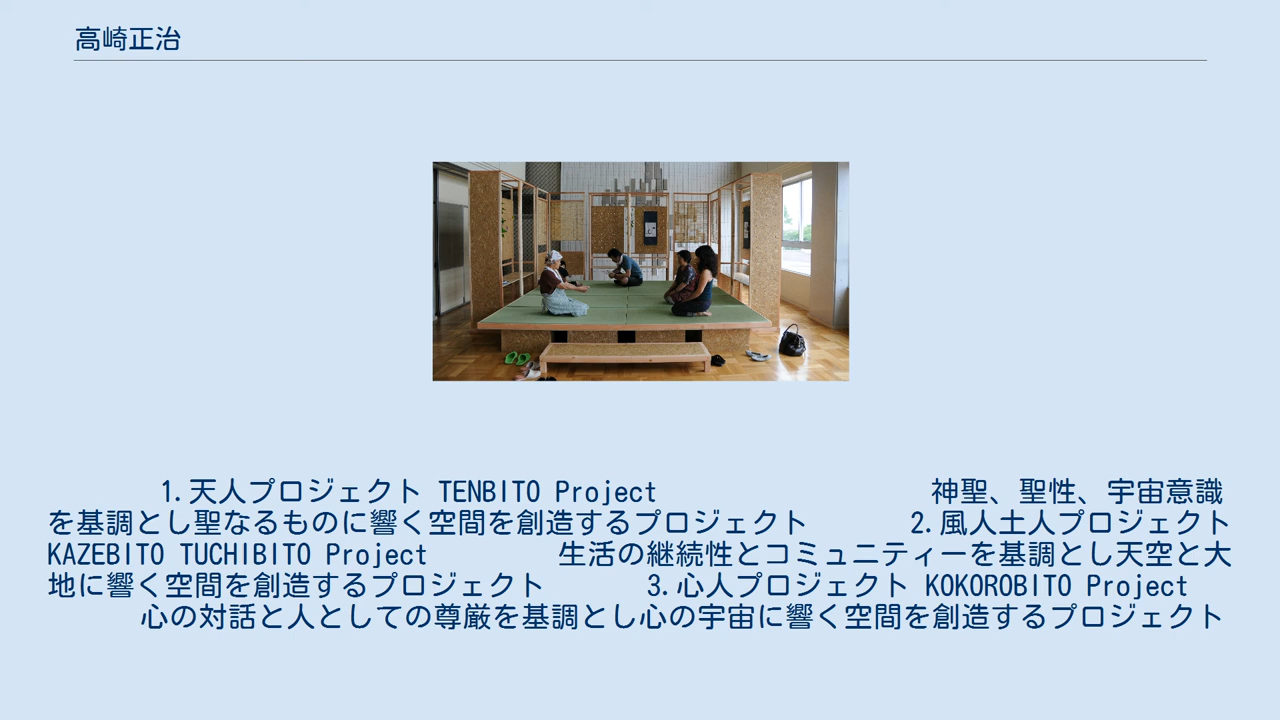 高崎正治
1.天人プロジェクト TENBITO Project 神聖、聖性、宇宙意識
を基調とし聖なるものに響く空間を創造するプロジェクト 2.風人土人プロジェクト
KAZEBITO TUCHIBITO Project 生活の継続性とコミュニティーを基調とし天空と大
地に響く空間を創造するプロジェクト 3.心人プロジェクト KOKOROBITO Project
心の対話と人としての尊厳を基調とし心の宇宙に響く空間を創造するプロジェクト